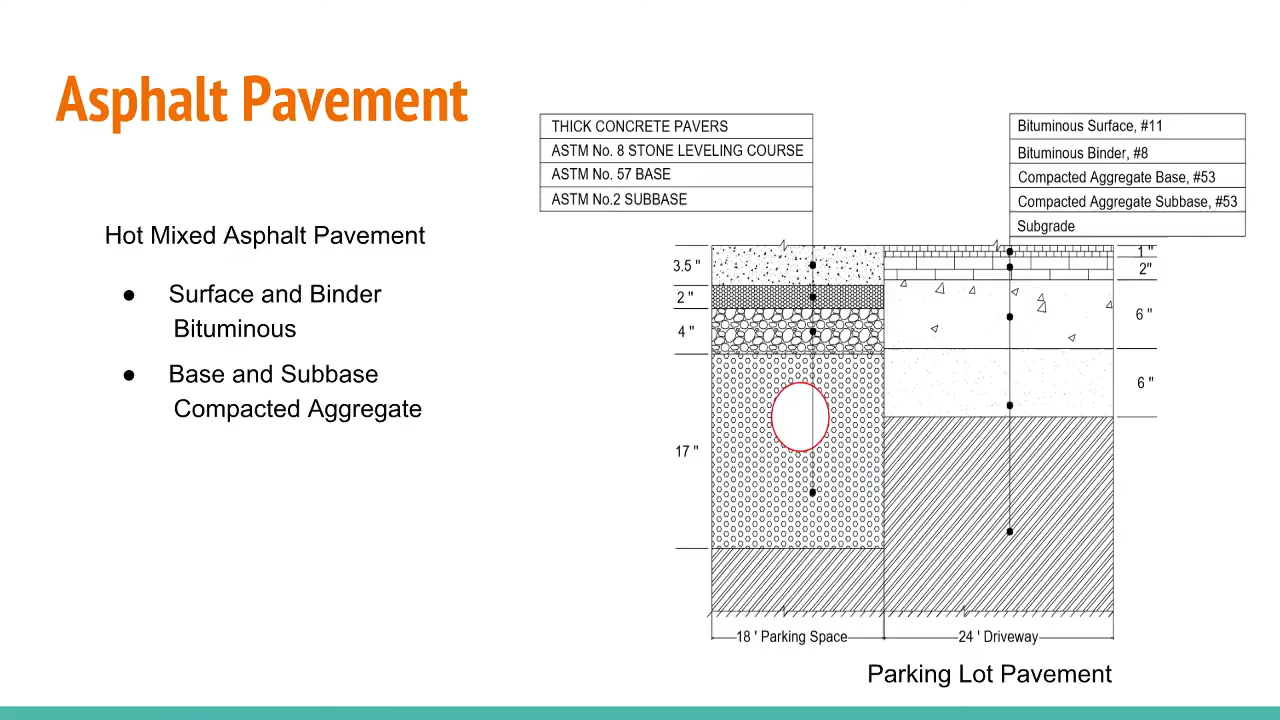 Asphalt Pavement
Hot Mixed Asphalt Pavement
● Surface and Binder
Bituminous
● Base and Subbase
Compacted Aggregate
THICK CONCRETE PAVERS
ASTM No. 8 STONE LEVELING COURSE
ASTM No. 57 BASE
ASTM No.2 SUBBASE
Bituminous Surface, #11
Bituminous Binder, #8
Compacted Aggregate Base, #53
Compacted Aggregate Subbase, #53
Subgrade
3.5 "
2 "
4 "
17 "
1 "
2"
6 "
6 "
18 ' Parking Space
24 ' Driveway
Parking Lot Pavement